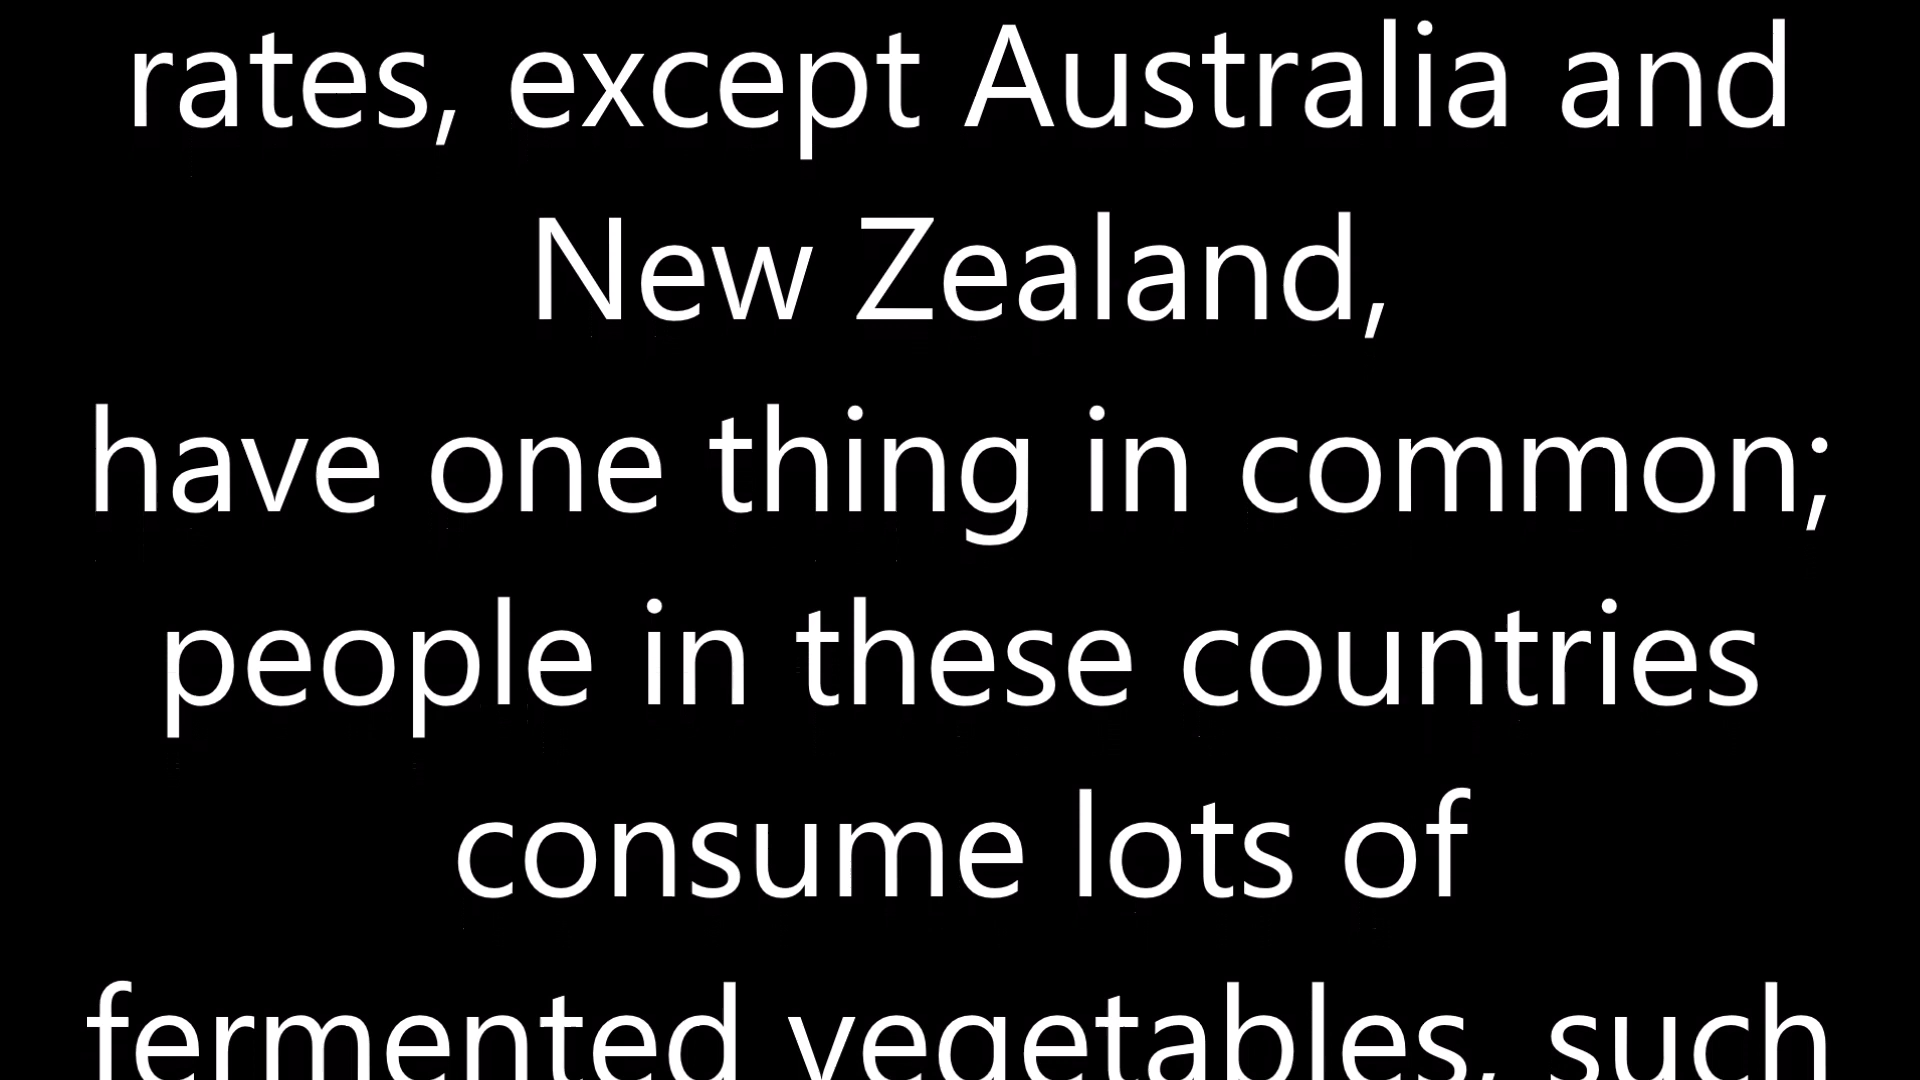 rates, except Australia and
New Zealand,
have one thing in common;
people in these countries
consume lots of
fermented vegetables, such